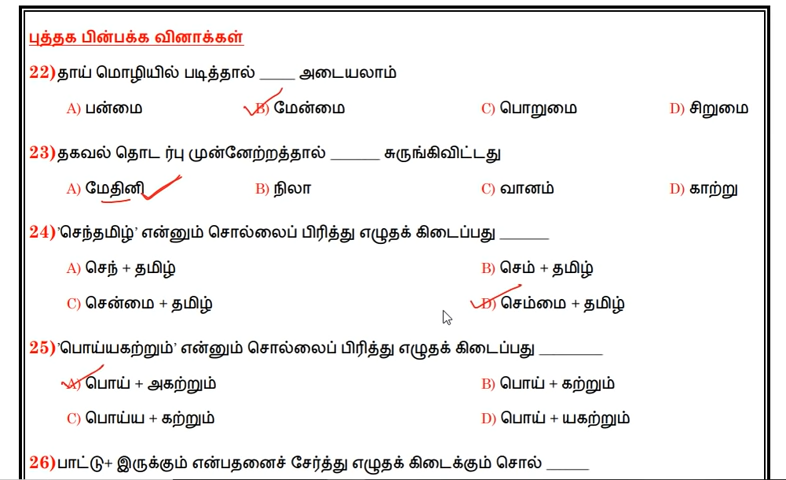 புத்தக பின்பக்க வினாக்கள்
22)தாய் மொழியில் படித்தால் ____ அடையலாம்
A) பன்மை B) மேன்மை C) பொறுமை D) சிறுமை
23)தகவல் தொட ர்பு முன்னேற்றத்தால் ______ சுருங்கிவிட்டது
A) மேதினி B) நிலா C) வானம் D) காற்று
24)'செந்தமிழ்' என்னும் சொல்லைப் பிரித்து எழுதக் கிடைப்பது ______
A) செந் + தமிழ் B) செம் + தமிழ்
C) சென்மை + தமிழ் D) செம்மை + தமிழ்
25)'பொய்யகற்றும்' என்னும் சொல்லைப் பிரித்து எழுதக் கிடைப்பது ________
A) பொய் + அகற்றும் B) பொய் + கற்றும்
C) பொய்ய + கற்றும் D) பொய் + யகற்றும்
26)பாட்டு+ இருக்கும் என்பதனைச் சேர்த்து எழுதக் கிடைக்கும் சொல் _____